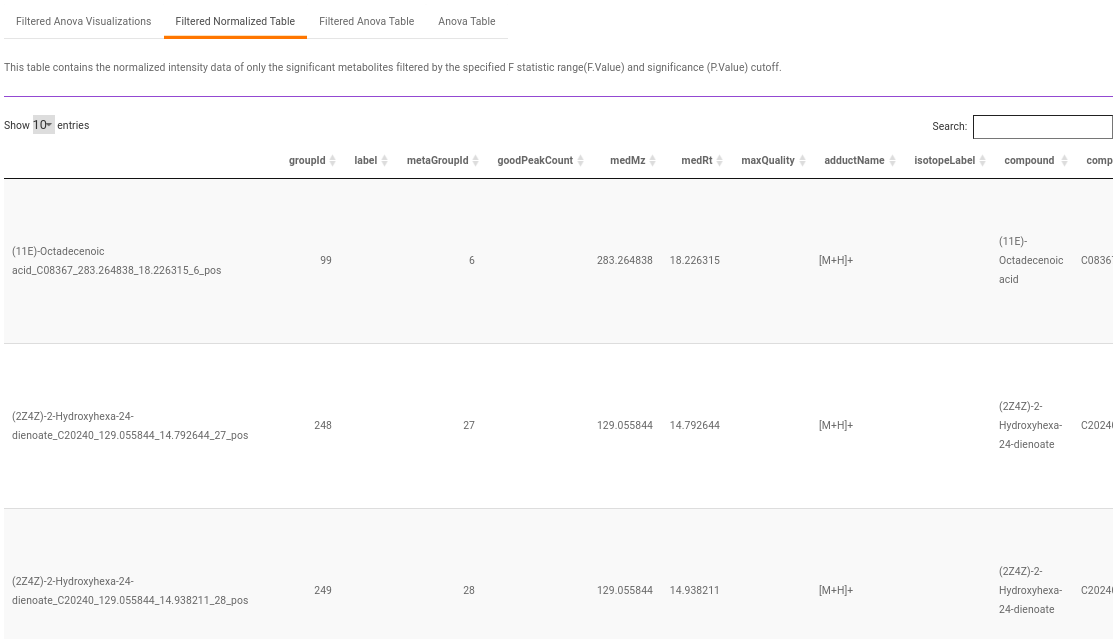 Filtered Anova Visualizations Filtered Normalized Table Filtered Anova Table Anova Table
This table contains the normalized intensity data of only the significant metabolites filtered by the specified F statistic range(F.Value) and significance (P.Value) cutoff.
Show 10 entries Search:
groupId label metaGroupId goodPeakCount medMz medRt maxQuality adductName isotopeLabel compound comp
(11E)-Octadecenoic
acid_C08367_283.264838_18.226315_6_pos
99 6 283.264838 18.226315 [M+H]+
(11E)-
Octadecenoic
acid
C0836
(2Z4Z)-2-Hydroxyhexa-24-
dienoate_C20240_129.055844_14.792644_27_pos
248 27 129.055844 14.792644 [M+H]+
(2Z4Z)-2-
Hydroxyhexa-
24-dienoate
C2024
(2Z4Z)-2-Hydroxyhexa-24-
dienoate_C20240_129.055844_14.938211_28_pos
249 28 129.055844 14.938211 [M+H]+
(2Z4Z)-2-
Hydroxyhexa-
24-dienoate
C2024